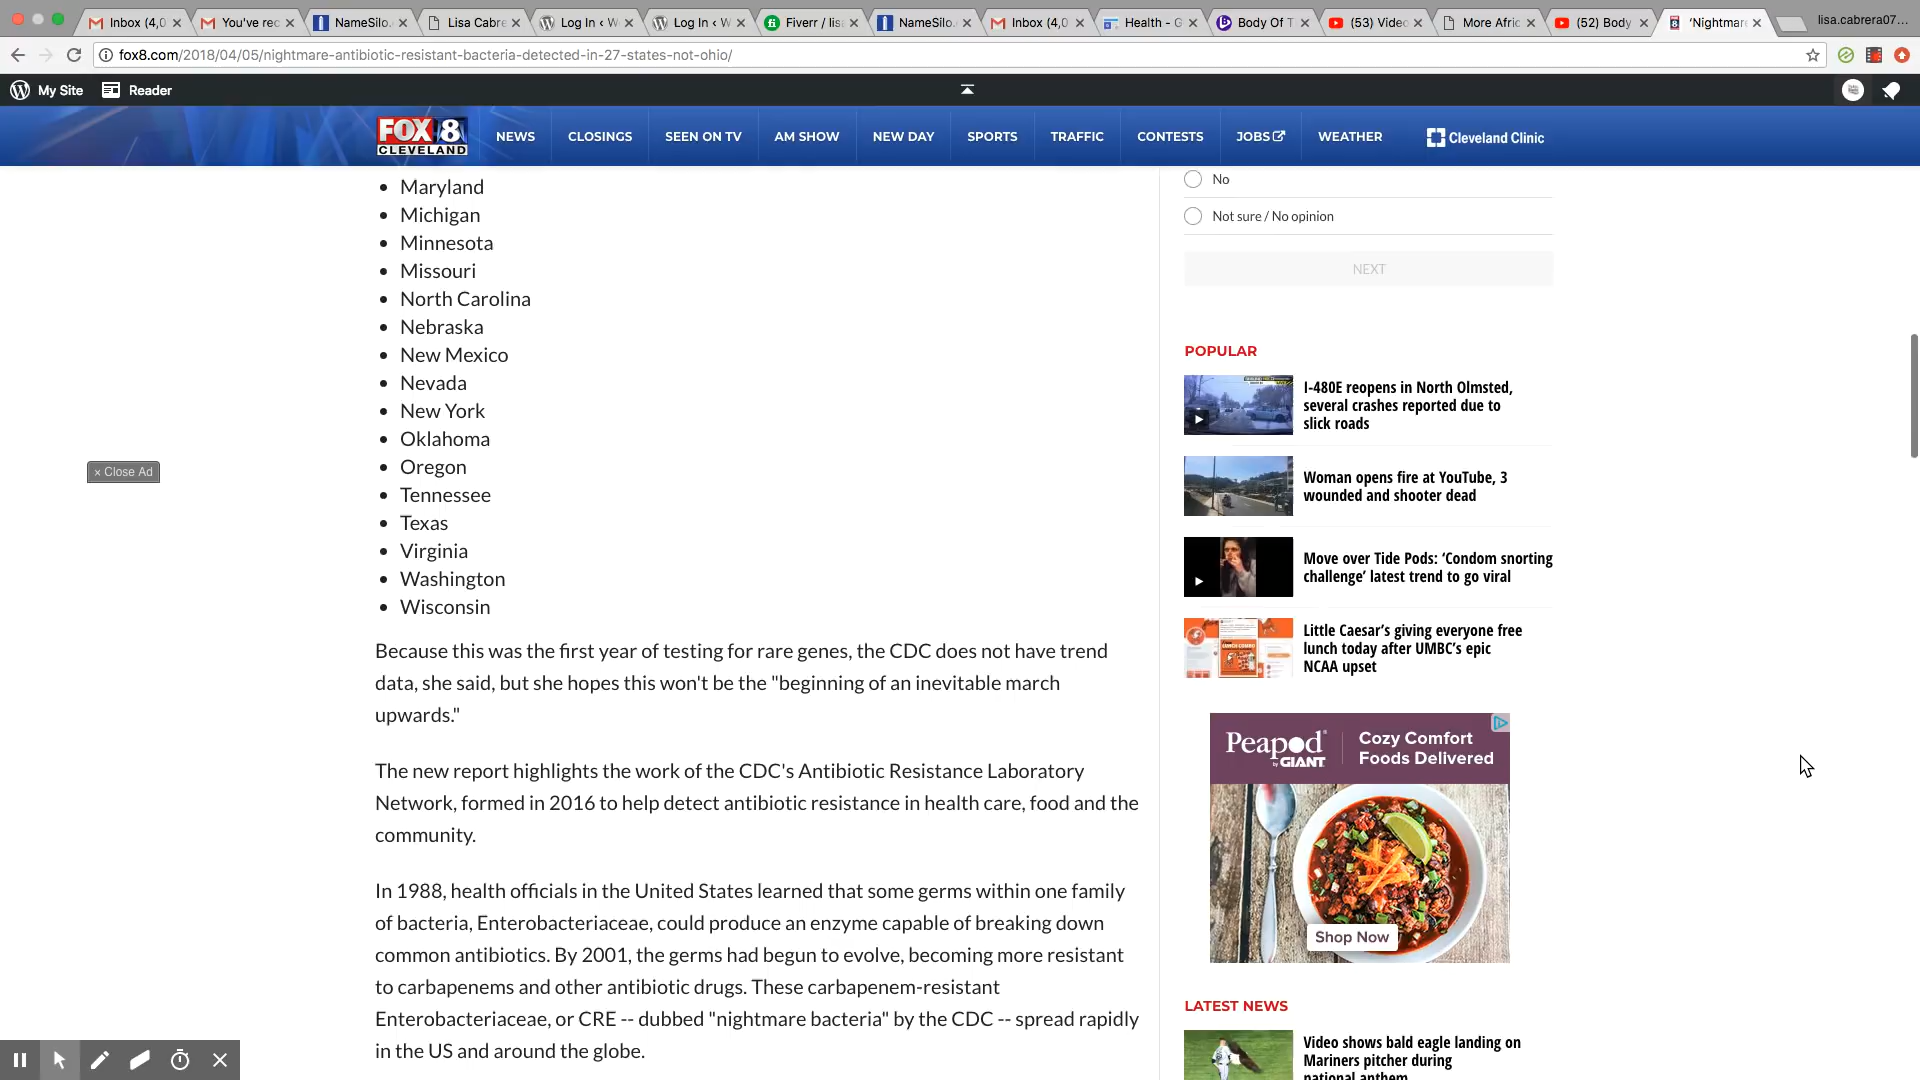 Inbox (4,0
You've rec
NameSilo.
Lisa Cabre
Log In ‹ W
Log In ‹ W
Fiverr / lisa
NameSilo.
Inbox (4,0
Health - G
Body Of T
(53) Video
More Afric
(52) Body
'Nightmar
lisa.cabrera07...
fox8.com/2018/04/05/nightmare-antibiotic-resistant-bacteria-detected-in-27-states-not-ohio/
My Site
Reader
FOX 8
CLEVELAND
NEWS
CLOSINGS
SEEN ON TV
AM SHOW
NEW DAY
SPORTS
TRAFFIC
CONTESTS
JOBS
WEATHER
Cleveland Clinic
Maryland
Michigan
Minnesota
Missouri
North Carolina
Nebraska
New Mexico
Nevada
New York
Oklahoma
Oregon
Tennessee
Texas
Virginia
Washington
Wisconsin
× Close Ad
Because this was the first year of testing for rare genes, the CDC does not have trend
data, she said, but she hopes this won't be the "beginning of an inevitable march
upwards."
The new report highlights the work of the CDC's Antibiotic Resistance Laboratory
Network, formed in 2016 to help detect antibiotic resistance in health care, food and the
community.
In 1988, health officials in the United States learned that some germs within one family
of bacteria, Enterobacteriaceae, could produce an enzyme capable of breaking down
common antibiotics. By 2001, the germs had begun to evolve, becoming more resistant
to carbapenems and other antibiotic drugs. These carbapenem-resistant
Enterobacteriaceae, or CRE -- dubbed "nightmare bacteria" by the CDC -- spread rapidly
in the US and around the globe.
No
Not sure / No opinion
NEXT
POPULAR
I-480E reopens in North Olmsted,
several crashes reported due to
slick roads
Woman opens fire at YouTube, 3
wounded and shooter dead
Move over Tide Pods: ‘Condom snorting
challenge’ latest trend to go viral
Little Caesar’s giving everyone free
lunch today after UMBC’s epic
NCAA upset
Peapod
by GIANT
Cozy Comfort
Foods Delivered
Shop Now
LATEST NEWS
Video shows bald eagle landing on
Mariners pitcher during
national anthem